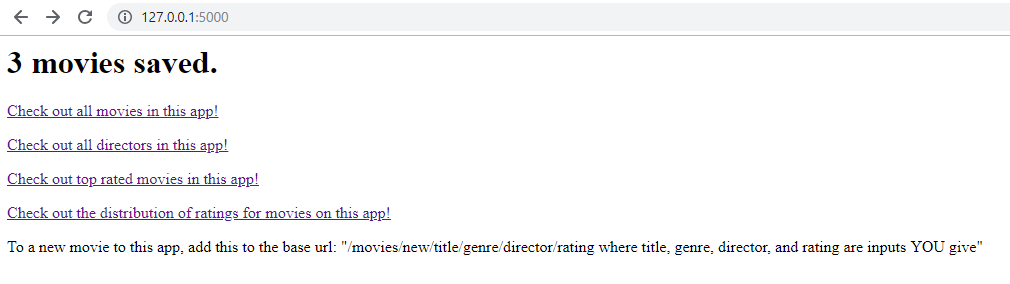 127.0.0.1:5000
3 movies saved.
Check out all movies in this app!
Check out all directors in this app!
Check out top rated movies in this app!
Check out the distribution of ratings for movies on this app!
To a new movie to this app, add this to the base url: "/movies/new/title/genre/director/rating where title, genre, director, and rating are inputs YOU give"